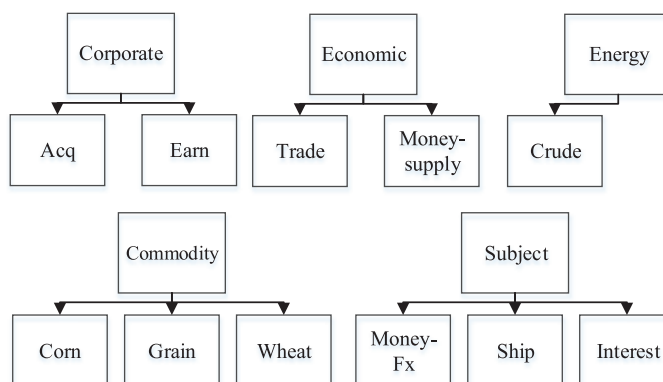 Corporate
Economic
Energy
Acq
Earn
Trade
Money-
supply
Crude
Commodity
Subject
Corn
Grain
Wheat
Money-
Fx
Ship
Interest